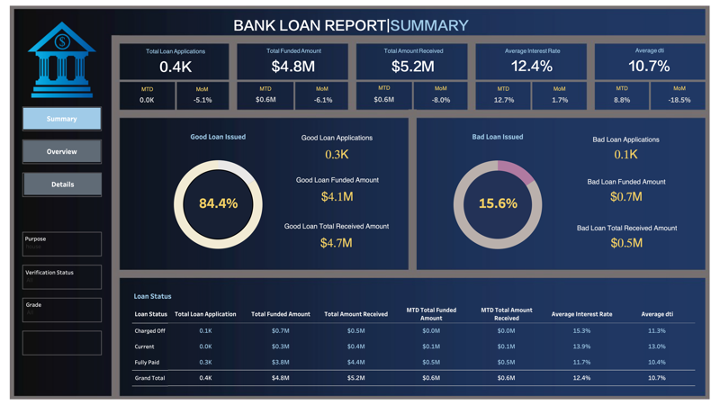 BANK LOAN REPORT|SUMMARY
Total Loan Applications
0.4K
MTD
MoM
0.0K
-5.1%
Total Funded Amount
$4.8M
MTD
MoM
$0.6M
-6.1%
Total Amount Received
$5.2M
MTD
MoM
$0.6M
-8.0%
Average Interest Rate
12.4%
MTD
MoM
12.7%
1.7%
Average dti
10.7%
MTD
MoM
8.8%
-18.5%
Summary
Overview
Details
Purpose
Verification Status
Grade
Good Loan Issued
84.4%
Good Loan Applications
0.3K
Good Loan Funded Amount
$4.1M
Good Loan Total Received Amount
$4.7M
Bad Loan Issued
15.6%
Bad Loan Applications
0.1K
Bad Loan Funded Amount
$0.7M
Bad Loan Total Received Amount
$0.5M
Loan Status
Loan Status Total Loan Application Total Funded Amount Total Amount Received MTD Total Funded Amount MTD Total Amount Received Average Interest Rate Average dti
Charged Off 0.1K $0.7M $0.5M $0.0M $0.0M 15.3% 11.3%
Current 0.0K $0.3M $0.4M $0.1M $0.1M 13.9% 13.0%
Fully Paid 0.3K $3.8M $4.4M $0.5M $0.5M 11.7% 10.4%
Grand Total 0.4K $4.8M $5.2M $0.6M $0.6M 12.4% 10.7%